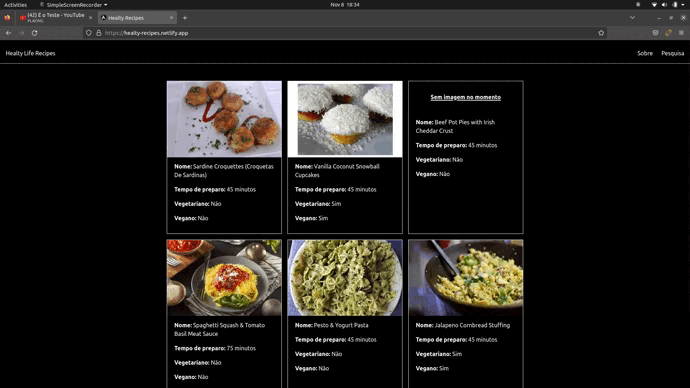 Activities SimpleScreenRecorder Nov 8 18:34
(42) É o Teste - YouTube
PLAYING
Healty Recipes
https://healty-recipes.netlify.app
Healty Life Recipes Sobre Pesquisa
Nome: Sardine Croquettes (Croquetas
De Sardinas)
Tempo de preparo: 45 minutos
Vegetariano: Não
Vegano: Não
Nome: Vanilla Coconut Snowball
Cupcakes
Tempo de preparo: 45 minutos
Vegetariano: Sim
Vegano: Sim
Sem imagem no momento
Nome: Beef Pot Pies with Irish
Cheddar Crust
Tempo de preparo: 45 minutos
Vegetariano: Não
Vegano: Não
Nome: Spaghetti Squash & Tomato
Basil Meat Sauce
Tempo de preparo: 75 minutos
Vegetariano: Não
Vegano: Não
Nome: Pesto & Yogurt Pasta
Tempo de preparo: 45 minutos
Vegetariano: Não
Vegano: Não
Nome: Jalapeno Cornbread Stuffing
Tempo de preparo: 45 minutos
Vegetariano: Sim
Vegano: Sim